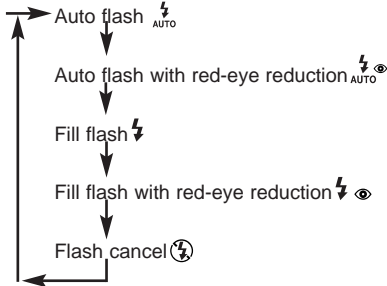 Auto flash AUTO
Auto flash with red-eye reduction AUTO
Fill flash
Fill flash with red-eye reduction
Flash cancel